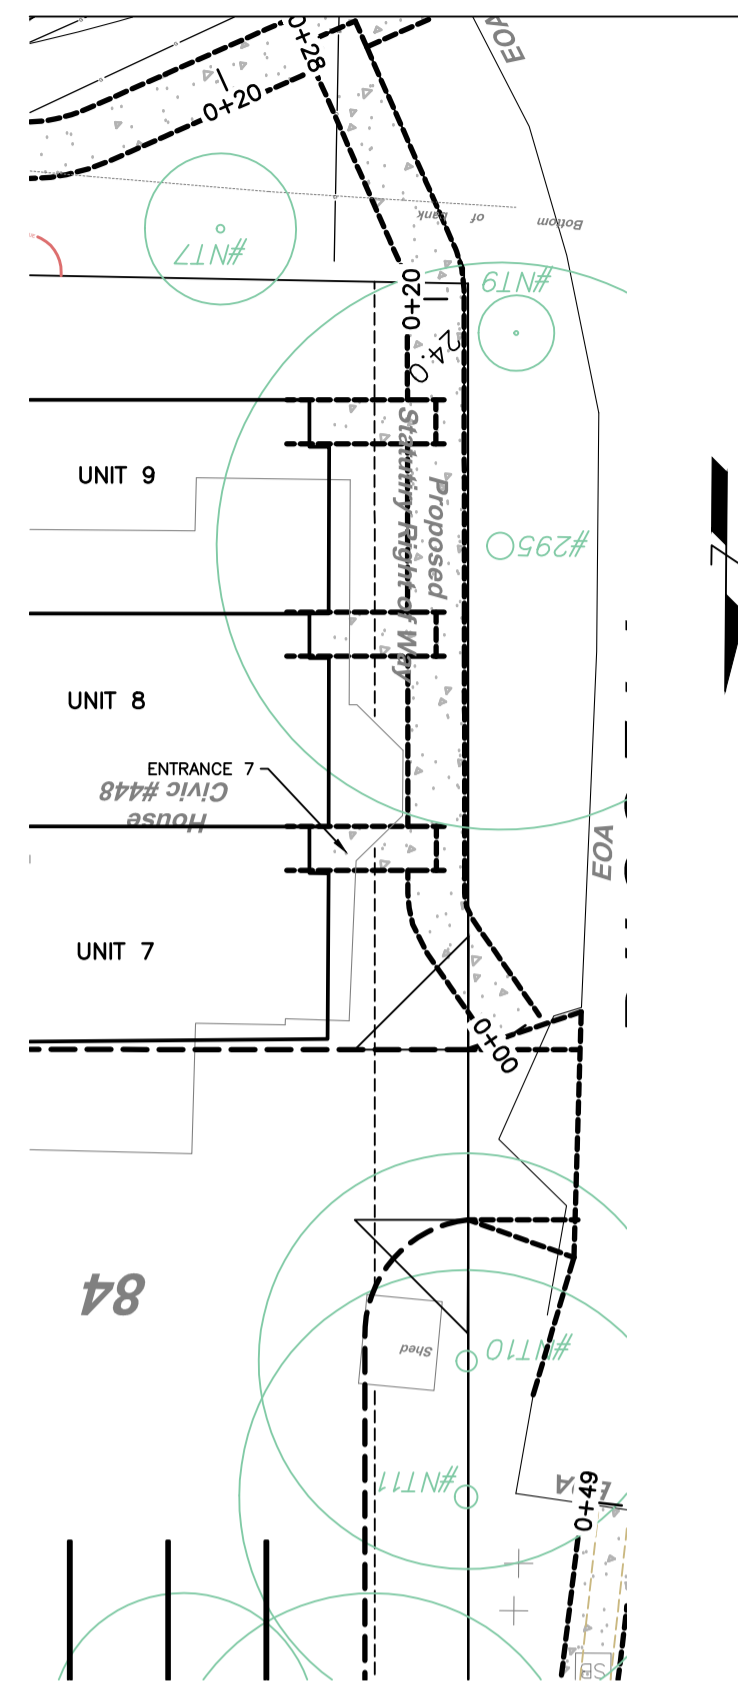 EOA
0+28
0+20
Bottom of bank
#NT7
#NT9
0+20
24.0
Proposed
Statutory Right of Way
UNIT 9
#295
UNIT 8
ENTRANCE 7
House
Civic #448
EOA
UNIT 7
0+00
84
Shed
#NT10
#NT11
EOA
0+49
SB